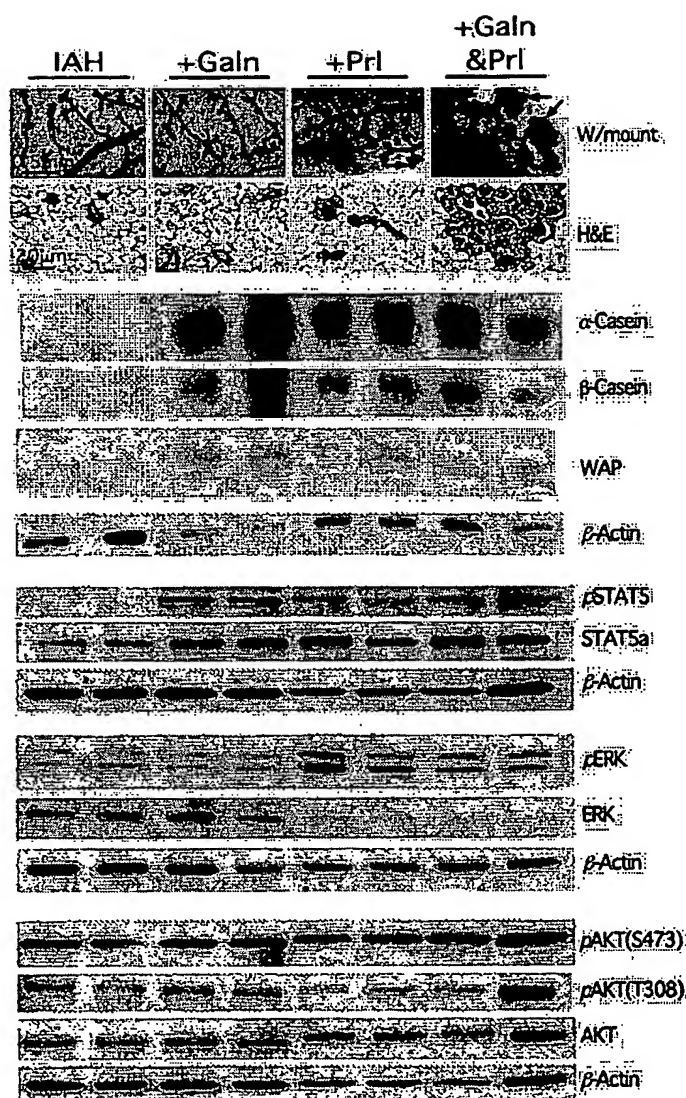 IAH +Galn +Prl +Galn &Prl
W/mount
H&E
20μm
α-Casein
β-Casein
WAP
β-Actin
pSTAT5
STAT5a
β-Actin
pERK
ERK
β-Actin
pAKT(S473)
pAKT(T308)
AKT
β-Actin